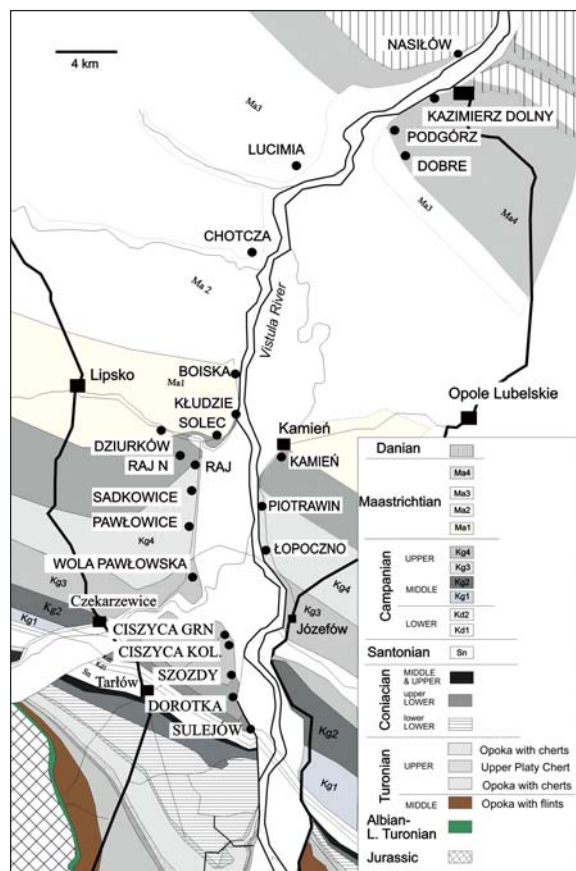 4 km
NASIŁÓW
KAZIMIERZ DOLNY
Ma3
PODGÓRZ
LUCIMIA
DOBRE
Ma3
Ma4
CHOTCZA
Ma 2
Vistula River
BOISKA
Ma1
Lipsko
Opole Lubelskie
KŁUDZIE
SOLEC
Kamień
DZIURKÓW
KAMIEŃ
RAJ N
RAJ
SADKOWICE
PIOTRAWIN
PAWŁOWICE
Kg4
ŁOPOCZNO
WOLA PAWŁOWSKA
Kg4
Kg3
Kg3
Czekarzewice
Józefów
Kg2
Kg1
CISZYCA GRN
CISZYCA KOL.
Sn
Tarłów
SZOZDY
DOROTKA
Kg2
SULEJÓW
Kg1
Danian
Maastrichtian
Ma4
Ma3
Ma2
Ma1
Campanian
UPPER
Kg4
Kg3
MIDDLE
Kg2
Kg1
LOWER
Kd2
Kd1
Santonian
Sn
Coniacian
MIDDLE
& UPPER
upper
LOWER
lower
LOWER
Turonian
UPPER
Opoka with cherts
Upper Platy Chert
Opoka with cherts
MIDDLE
Opoka with flints
Albian-
L. Turonian
Jurassic